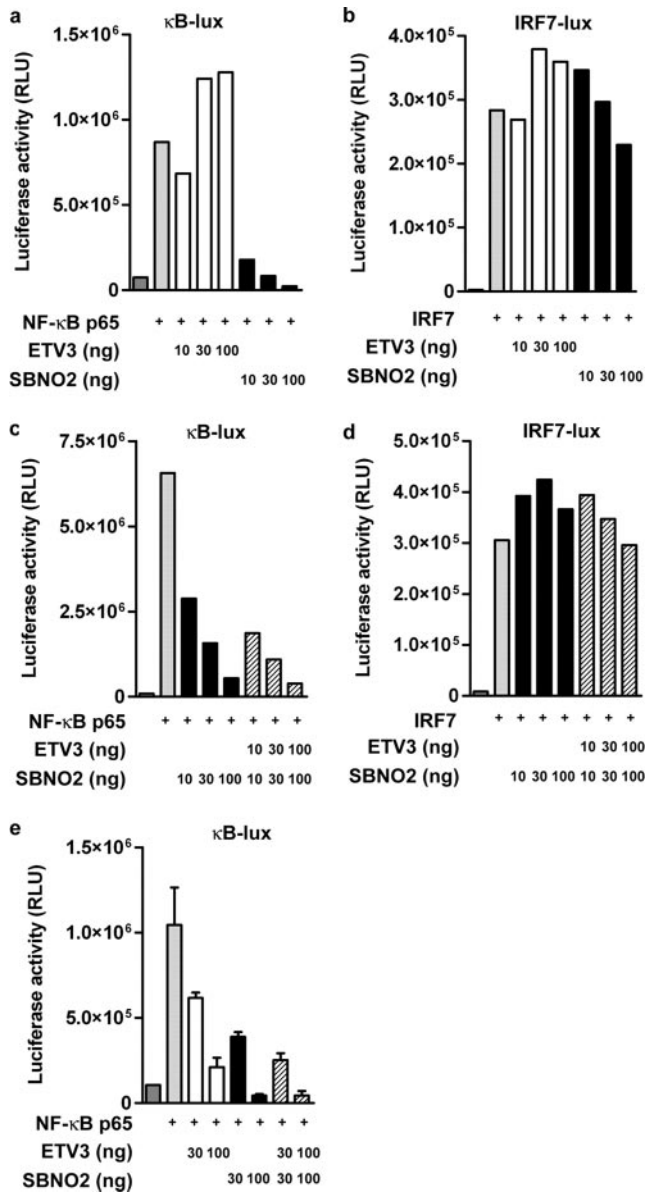 a
κB-lux
Luciferase activity (RLU)
1.5×10⁶
1.0×10⁶
5.0×10⁵
0
NF-κB p65 + + + + + + +
ETV3 (ng) 10 30 100
SBNO2 (ng) 10 30 100
b
IRF7-lux
Luciferase activity (RLU)
4.0×10⁵
3.0×10⁵
2.0×10⁵
1.0×10⁵
0
IRF7 + + + + + + +
ETV3 (ng) 10 30 100
SBNO2 (ng) 10 30 100
c
κB-lux
Luciferase activity (RLU)
7.5×10⁶
5.0×10⁶
2.5×10⁶
0
NF-κB p65 + + + + + + +
ETV3 (ng) 10 30 100
SBNO2 (ng) 10 30 100 10 30 100
d
IRF7-lux
Luciferase activity (RLU)
5.0×10⁵
4.0×10⁵
3.0×10⁵
2.0×10⁵
1.0×10⁵
0
IRF7 + + + + + + +
ETV3 (ng) 10 30 100
SBNO2 (ng) 10 30 100 10 30 100
e
κB-lux
Luciferase activity (RLU)
1.5×10⁶
1.0×10⁶
5.0×10⁵
0
NF-κB p65 + + + + + + +
ETV3 (ng) 30 100 30 100
SBNO2 (ng) 30 100 30 100